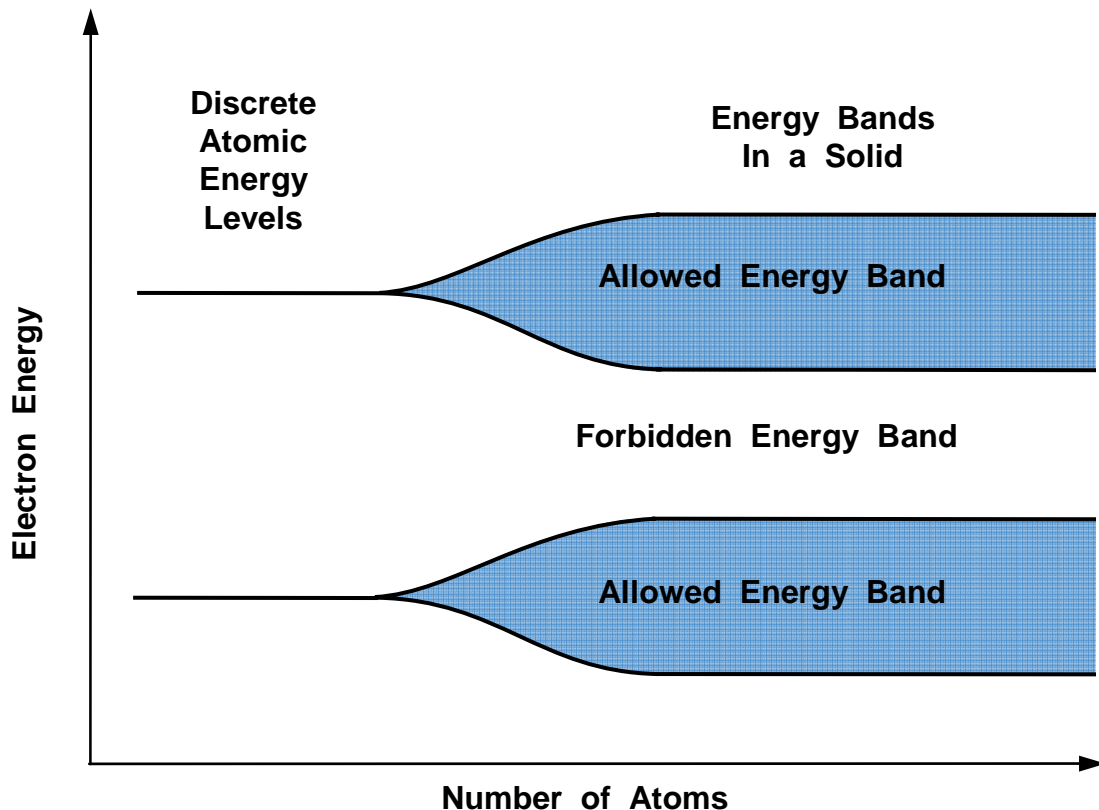 Discrete
Atomic
Energy
Levels
Energy Bands
In a Solid
Allowed Energy Band
Forbidden Energy Band
Allowed Energy Band
Electron Energy
Number of Atoms